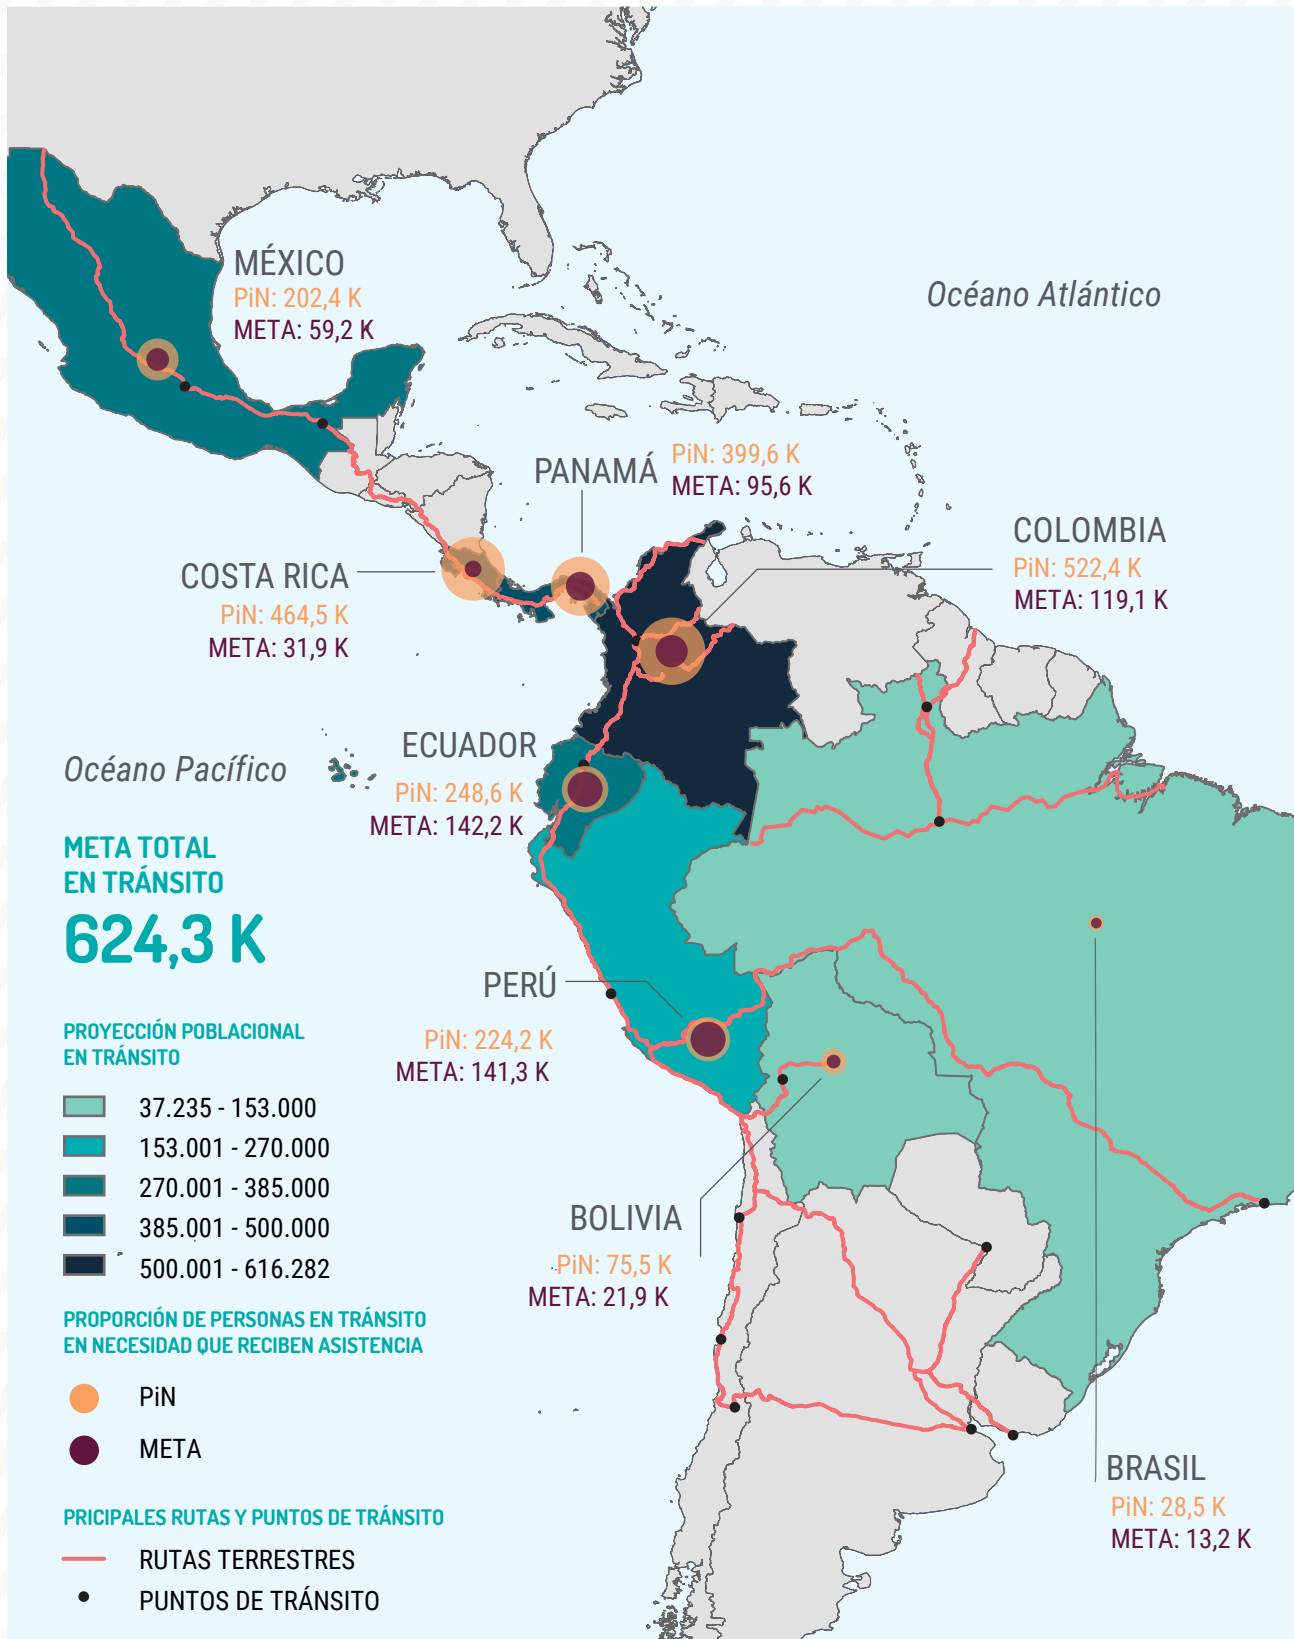 MÉXICO
PiN: 202,4 K
META: 59,2 K
Océano Atlántico
PANAMÁ
PiN: 399,6 K
META: 95,6 K
COLOMBIA
PiN: 522,4 K
META: 119,1 K
COSTA RICA
PiN: 464,5 K
META: 31,9 K
ECUADOR
PiN: 248,6 K
META: 142,2 K
Océano Pacífico
META TOTAL
EN TRÁNSITO
624,3 K
PERÚ
PiN: 224,2 K
META: 141,3 K
PROYECCIÓN POBLACIONAL
EN TRÁNSITO
37.235 - 153.000
153.001 - 270.000
270.001 - 385.000
385.001 - 500.000
500.001 - 616.282
BOLIVIA
PiN: 75,5 K
META: 21,9 K
PROPORCIÓN DE PERSONAS EN TRÁNSITO
EN NECESIDAD QUE RECIBEN ASISTENCIA
PiN
META
BRASIL
PiN: 28,5 K
META: 13,2 K
PRICIPALES RUTAS Y PUNTOS DE TRÁNSITO
RUTAS TERRESTRES
PUNTOS DE TRÁNSITO